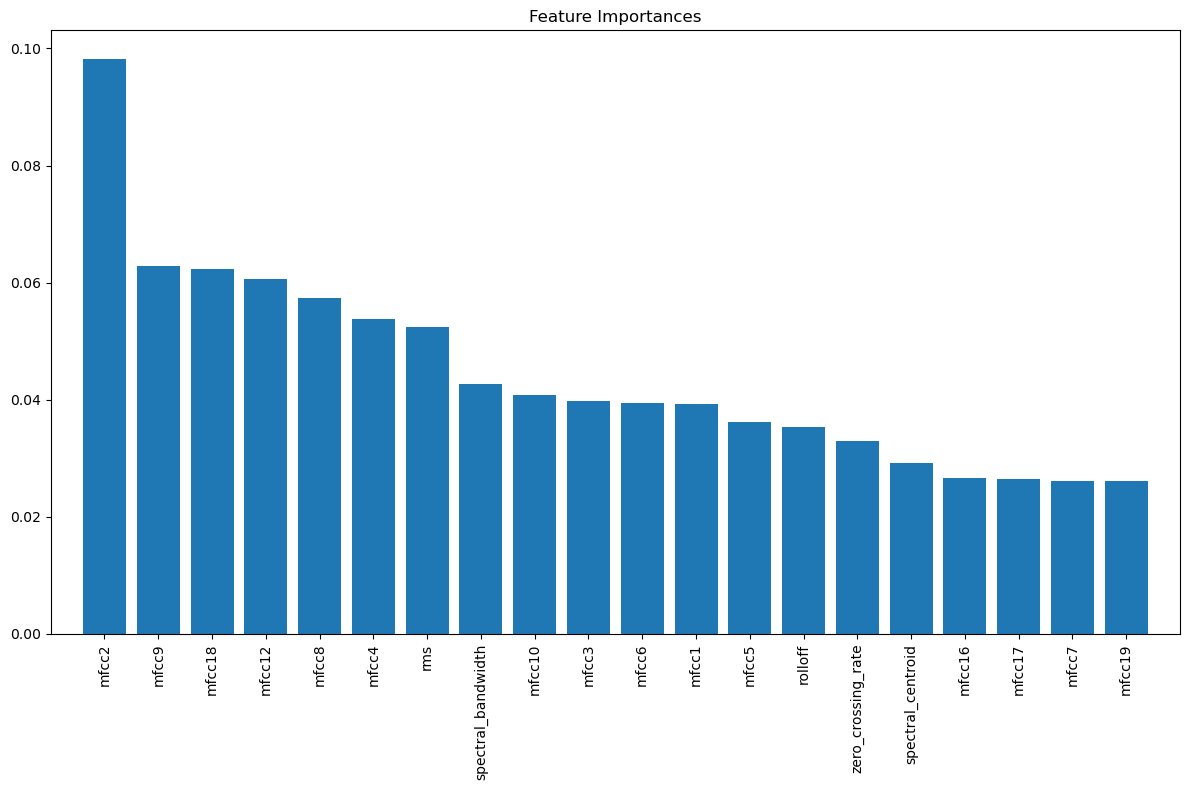 Feature Importances
0.10
0.08
0.06
0.04
0.02
0.00
mfcc2
mfcc9
mfcc18
mfcc12
mfcc8
mfcc4
rms
spectral_bandwidth
mfcc10
mfcc3
mfcc6
mfcc1
mfcc5
rolloff
zero_crossing_rate
spectral_centroid
mfcc16
mfcc17
mfcc7
mfcc19